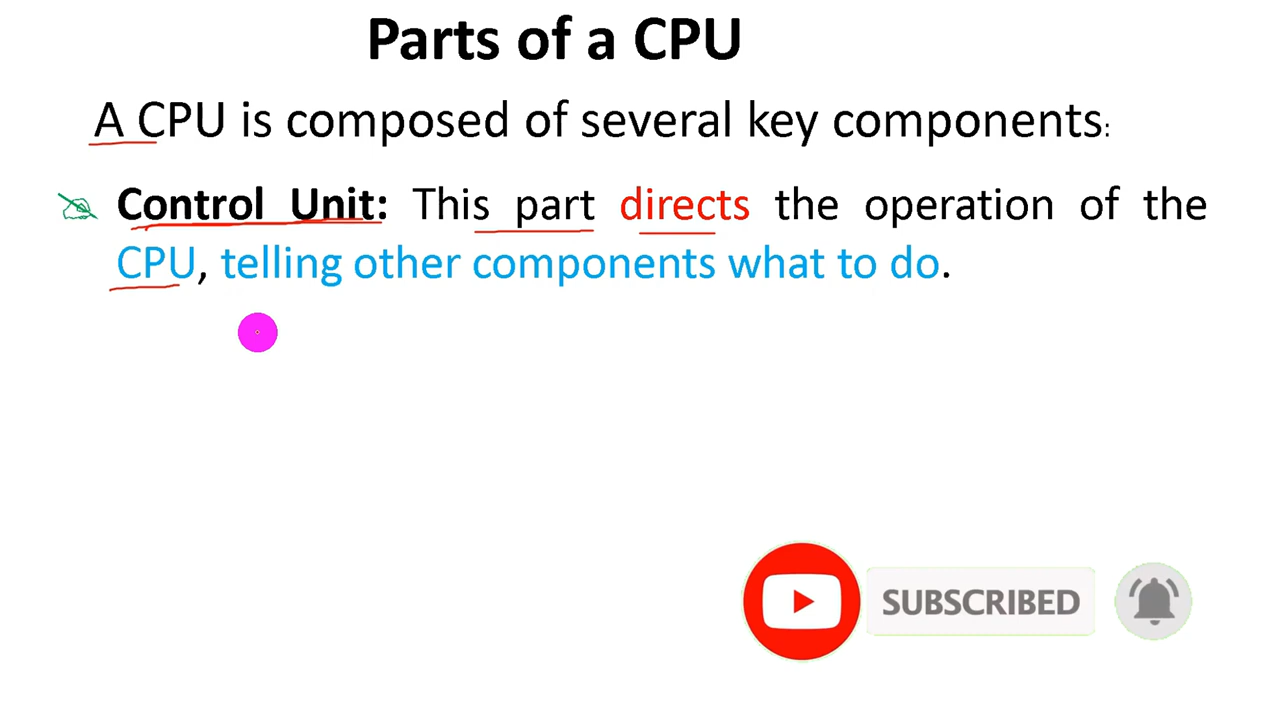 Parts of a CPU
A CPU is composed of several key components:
Control Unit: This part directs the operation of the
CPU, telling other components what to do.
SUBSCRIBED